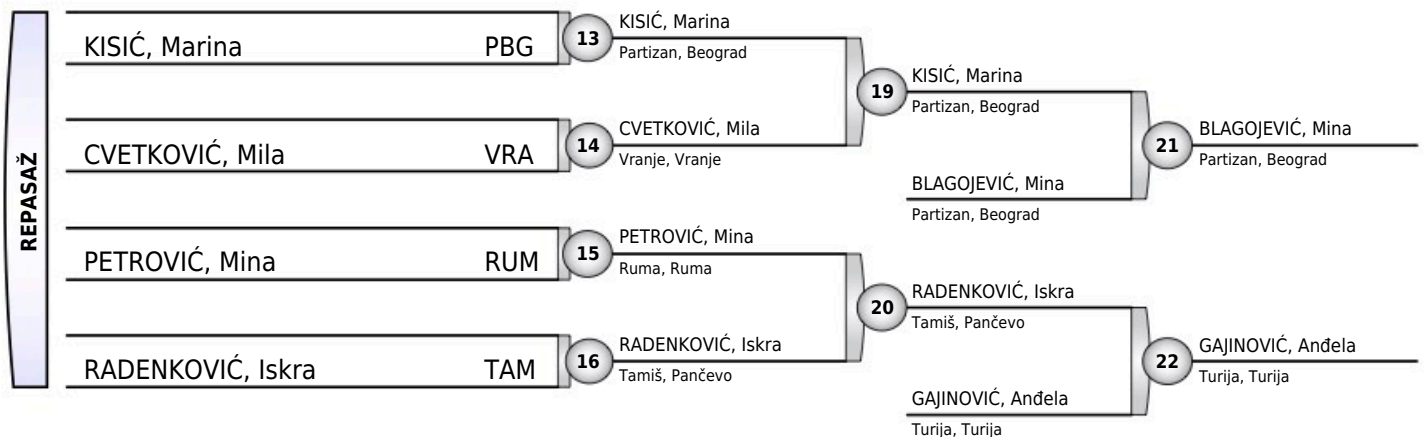 REPASAŽ
KISIĆ, Marina PBG
CVETKOVIĆ, Mila VRA
PETROVIĆ, Mina RUM
RADENKOVIĆ, Iskra TAM
13
KISIĆ, Marina
Partizan, Beograd
14
CVETKOVIĆ, Mila
Vranje, Vranje
15
PETROVIĆ, Mina
Ruma, Ruma
16
RADENKOVIĆ, Iskra
Tamiš, Pančevo
19
KISIĆ, Marina
Partizan, Beograd
BLAGOJEVIĆ, Mina
Partizan, Beograd
20
RADENKOVIĆ, Iskra
Tamiš, Pančevo
GAJINOVIĆ, Anđela
Turija, Turija
21
BLAGOJEVIĆ, Mina
Partizan, Beograd
22
GAJINOVIĆ, Anđela
Turija, Turija